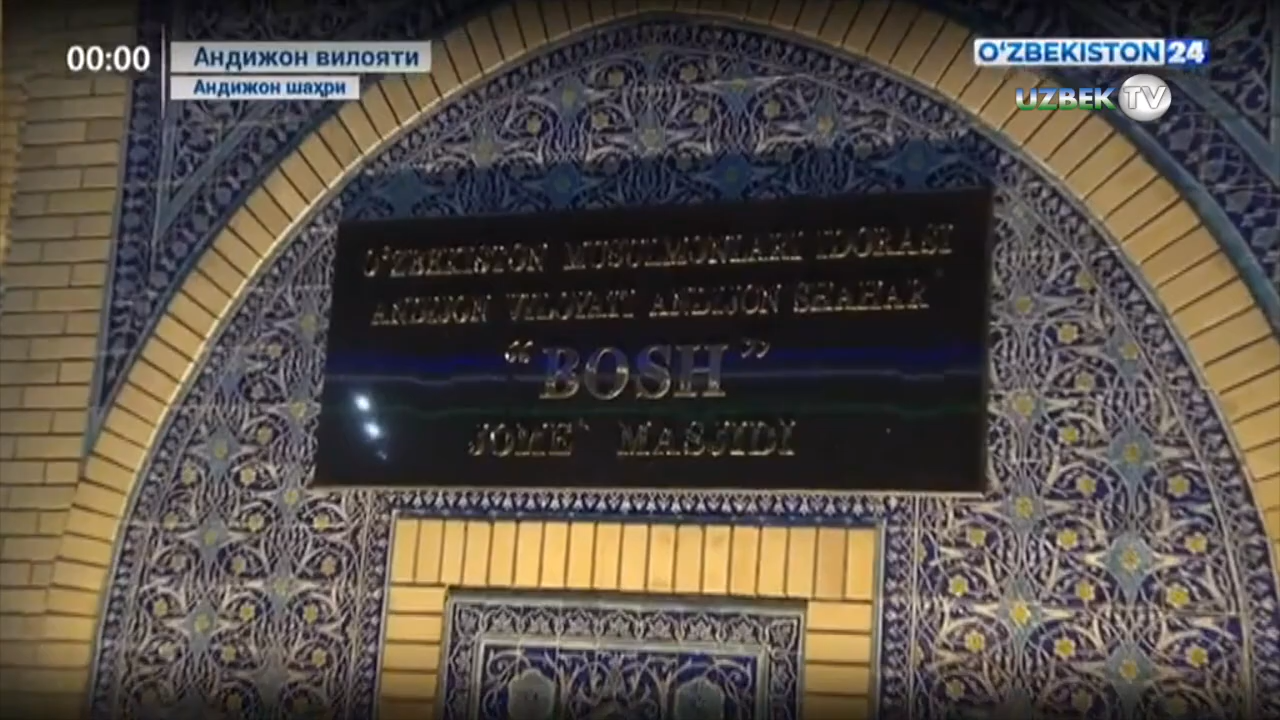 00:00
Андижон вилояти
Андижон шаҳри
O‘ZBEKISTON 24
UZBEK TV
O‘ZBEKISTON MUSULMONLARI IDORASI
ANDIJON VILOYATI ANDIJON SHAHAR
“BOSH”
JOME‘ MASJIDI